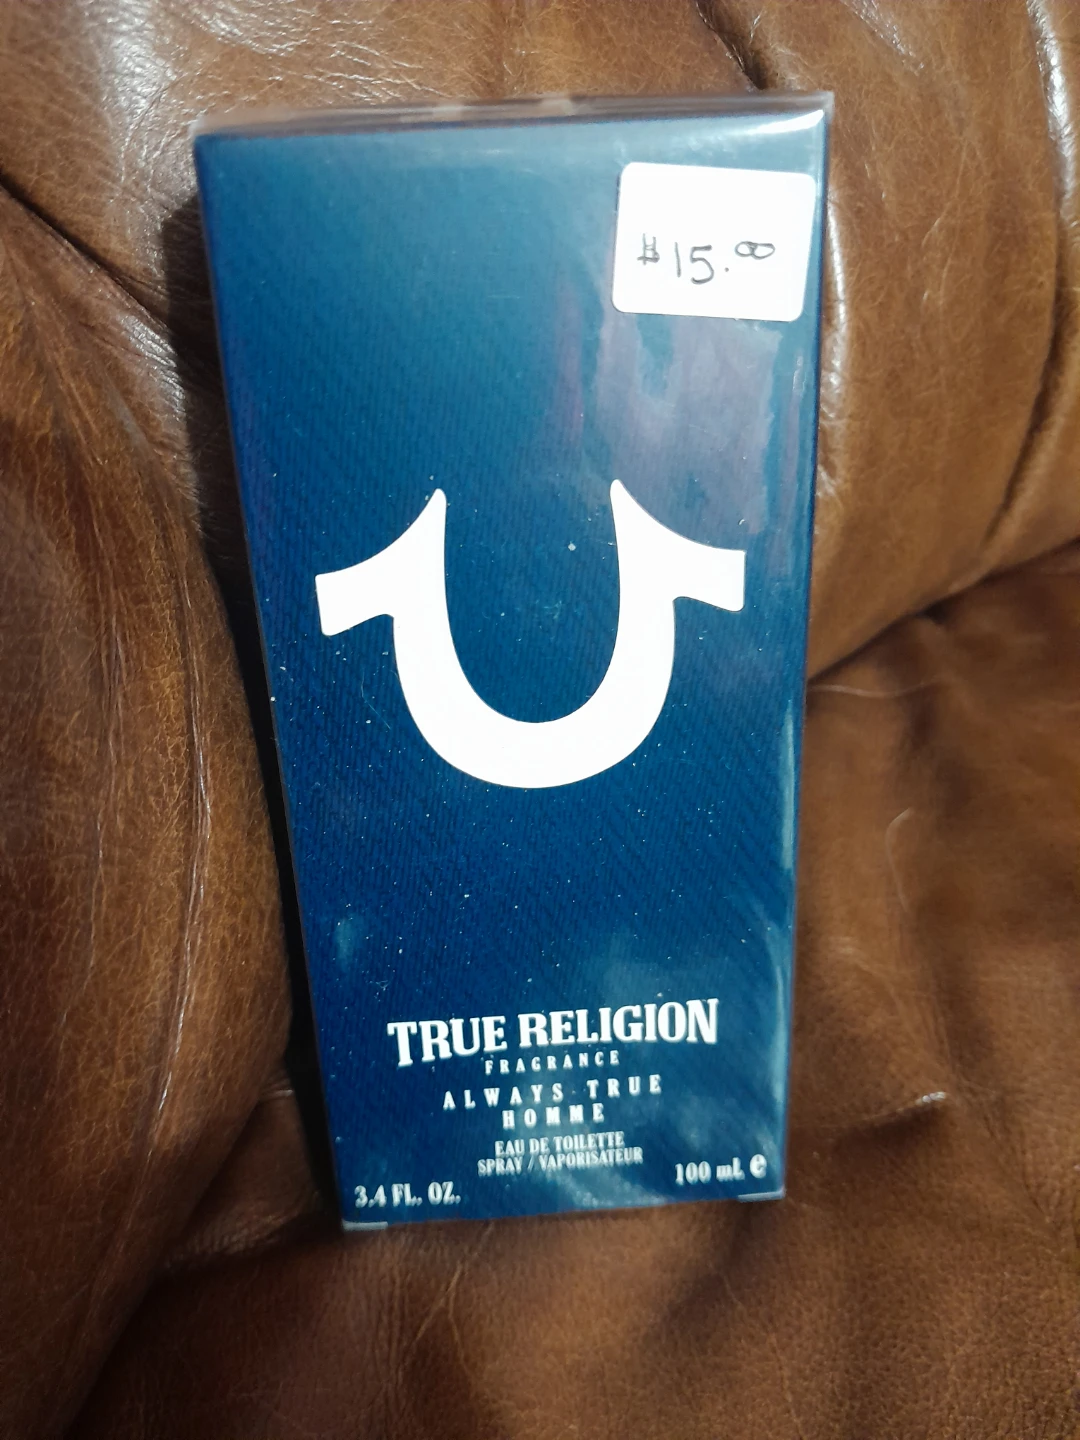 $15.00
TRUE RELIGION
FRAGRANCE
ALWAYS TRUE
HOMME
EAU DE TOILETTE
SPRAY / VAPORISATEUR
3.4 FL. OZ.
100 mL e